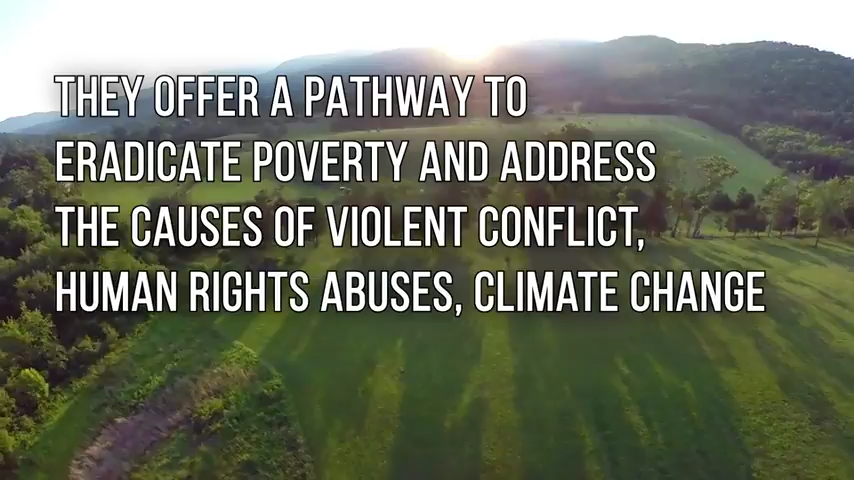 THEY OFFER A PATHWAY TO
ERADICATE POVERTY AND ADDRESS
THE CAUSES OF VIOLENT CONFLICT,
HUMAN RIGHTS ABUSES, CLIMATE CHANGE